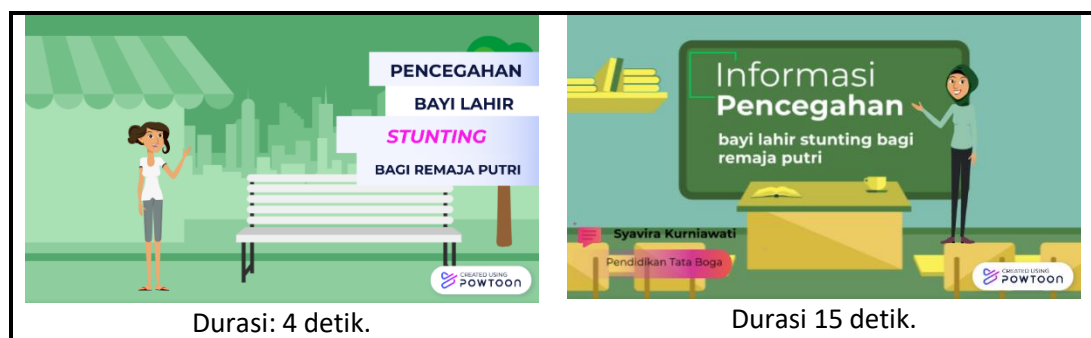 PENCEGAHAN
BAYI LAHIR
STUNTING
BAGI REMAJA PUTRI
CREATED USING
POWTOON
Durasi: 4 detik.
Informasi
Pencegahan
bayi lahir stunting bagi
remaja putri
Syavira Kurniawati
Pendidikan Tata Boga
CREATED USING
POWTOON
Durasi 15 detik.